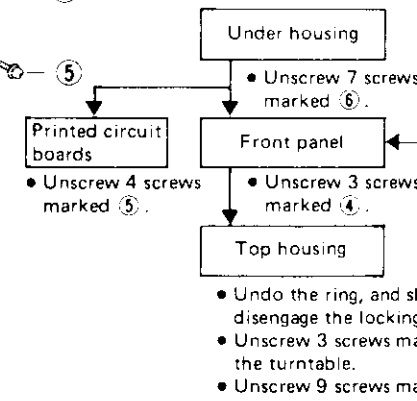 Under housing
⑤
• Unscrew 7 screws
marked ⑥.
Printed circuit
boards
Front panel
• Unscrew 4 screws
marked ⑤.
• Unscrew 3 screws
marked ④.
Top housing
• Undo the ring, and
disengage the locking
• Unscrew 3 screws ma
the turntable.
• Unscrew 9 screws ma